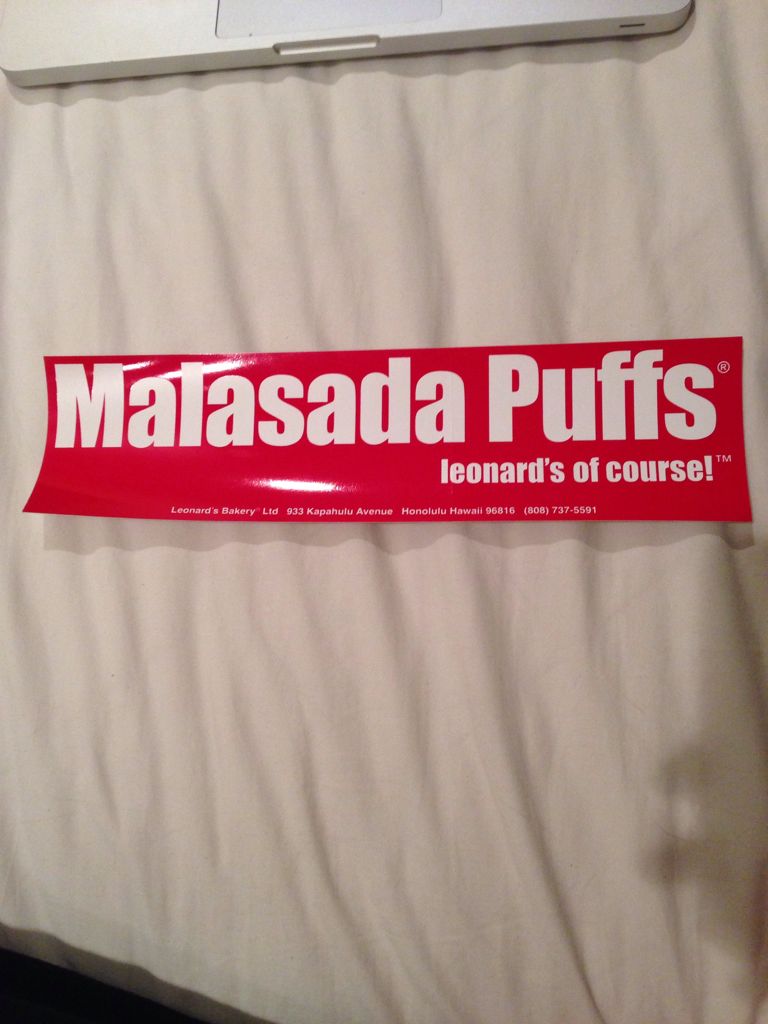 Malasada Puffs®
leonard's of course!™
Leonard's Bakery® Ltd 933 Kapahulu Avenue Honolulu Hawaii 96816 (808) 737-5591